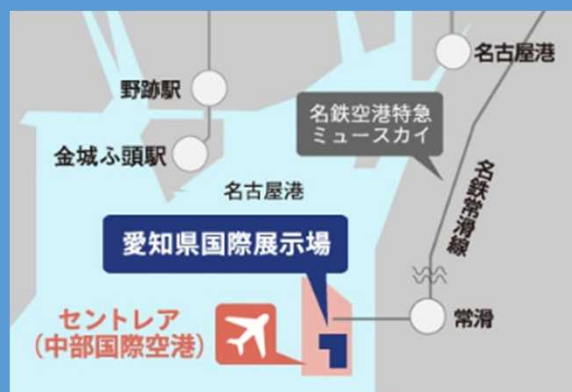 名古屋港
野跡駅
名鉄空港特急
ミュースカイ
金城ふ頭駅
名古屋港
名鉄常滑線
愛知県国際展示場
セントレア
(中部国際空港)
常滑